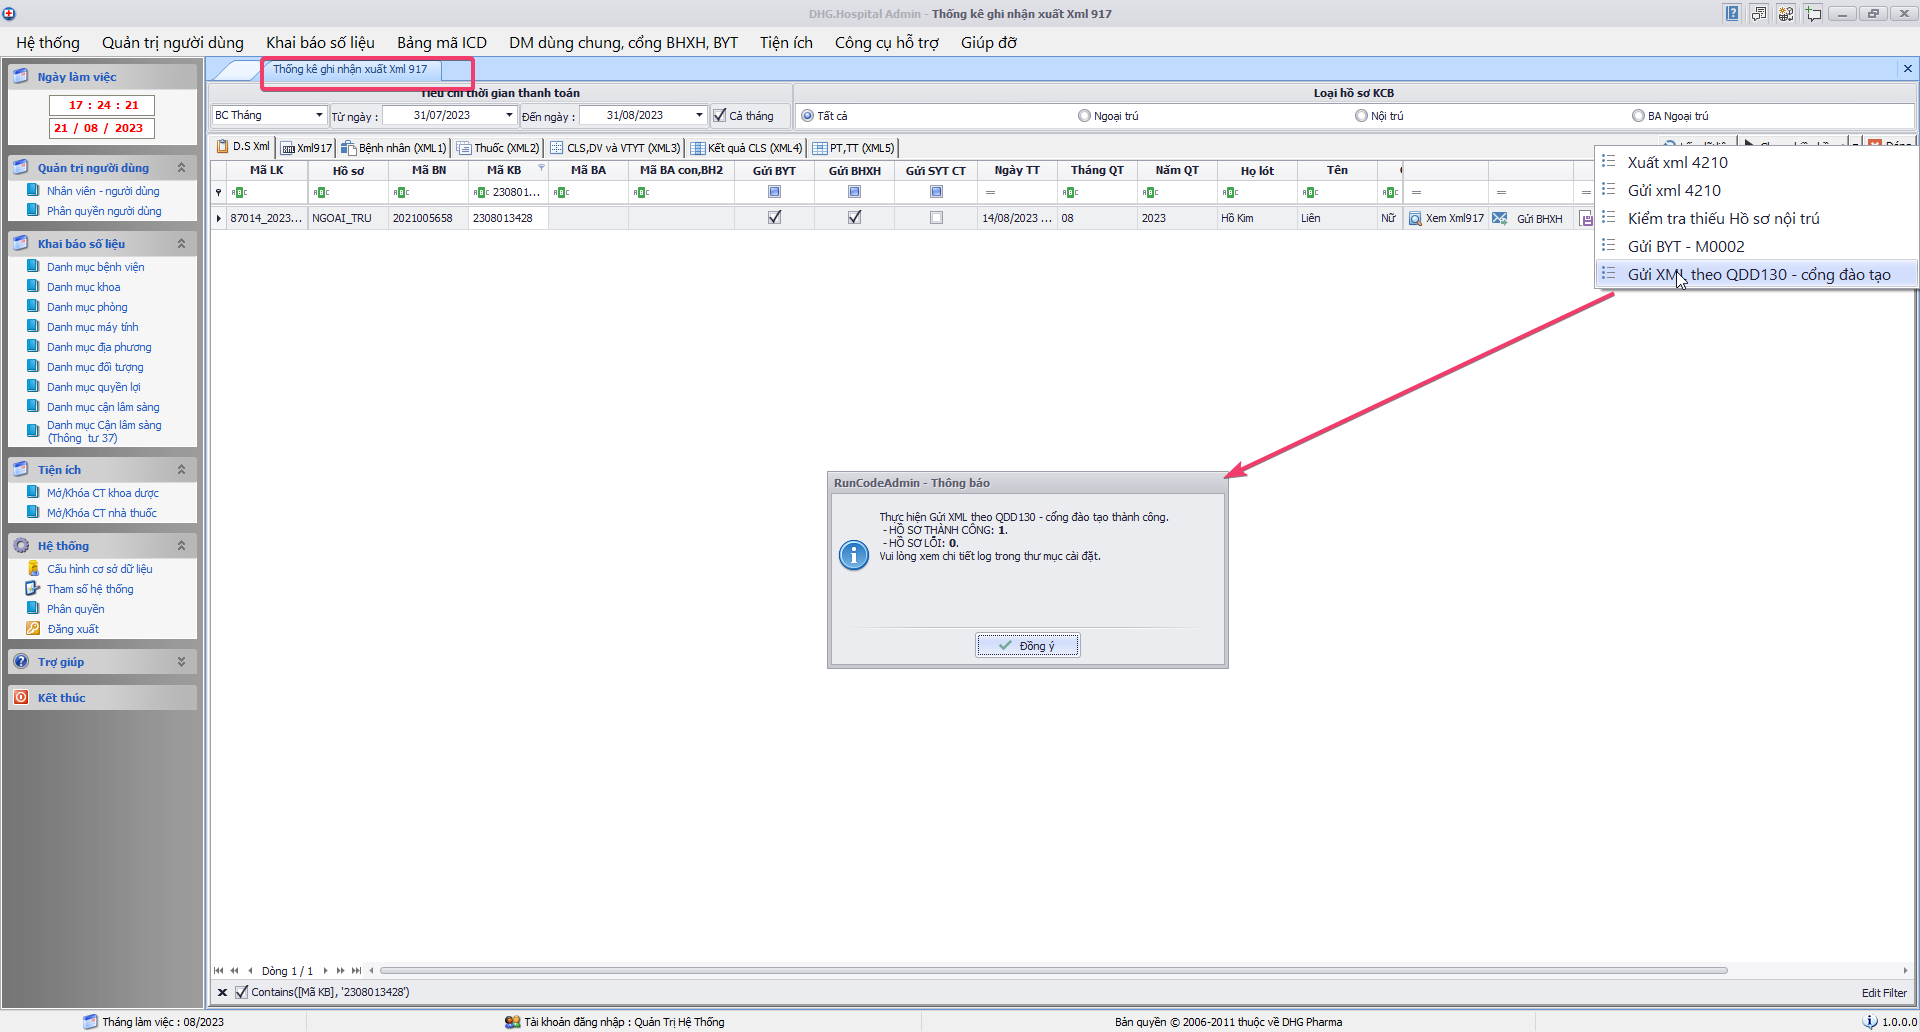 DHG.Hospital Admin - Thống kê ghi nhận xuất Xml 917
Hệ thống Quản trị người dùng Khai báo số liệu Bảng mã ICD DM dùng chung, cổng BHXH, BYT Tiện ích Công cụ hỗ trợ Giúp đỡ
Ngày làm việc
17 : 24 : 21
21 / 08 / 2023
Quản trị người dùng
Nhân viên - người dùng
Phân quyền người dùng
Khai báo số liệu
Danh mục bệnh viện
Danh mục khoa
Danh mục phòng
Danh mục máy tính
Danh mục địa phương
Danh mục đối tượng
Danh mục quyền lợi
Danh mục cận lâm sàng
Danh mục Cận lâm sàng
(Thông tư 37)
Tiện ích
Mở/Khóa CT khoa dược
Mở/Khóa CT nhà thuốc
Hệ thống
Cấu hình cơ sở dữ liệu
Tham số hệ thống
Phân quyền
Đăng xuất
Trợ giúp
Kết thúc
Thống kê ghi nhận xuất Xml 917
Tiêu chí thời gian thanh toán
Loại hồ sơ KCB
BC Tháng Từ ngày : 31/07/2023 Đến ngày : 31/08/2023 Cả tháng Tất cả Ngoại trú Nội trú BA Ngoại trú
D.S Xml Xml917 Bệnh nhân (XML1) Thuốc (XML2) CLS,DV và VTYT (XML3) Kết quả CLS (XML4) PT,TT (XML5)
Mã LK Hồ sơ Mã BN Mã KB Mã BA Mã BA con,BH2 Gửi BYT Gửi BHXH Gửi SYT CT Ngày TT Tháng QT Năm QT Họ lót Tên
230801...
87014_2023... NGOAI_TRU 2021005658 2308013428 14/08/2023 ... 08 2023 Hồ Kim Liên Nữ Xem Xml917 Gửi BHXH
Xuất xml 4210
Gửi xml 4210
Kiểm tra thiếu Hồ sơ nội trú
Gửi BYT - M0002
Gửi XML theo QDD130 - cổng đào tạo
RunCodeAdmin - Thông báo
Thực hiện Gửi XML theo QDD130 - cổng đào tạo thành công.
- HỒ SƠ THÀNH CÔNG: 1.
- HỒ SƠ LỖI: 0.
Vui lòng xem chi tiết log trong thư mục cài đặt.
Đồng ý
Dòng 1 / 1
Contains([Mã KB], '2308013428')
Edit Filter
Tháng làm việc : 08/2023 Tài khoản đăng nhập : Quản Trị Hệ Thống Bản quyền © 2006-2011 thuộc về DHG Pharma 1.0.0.0